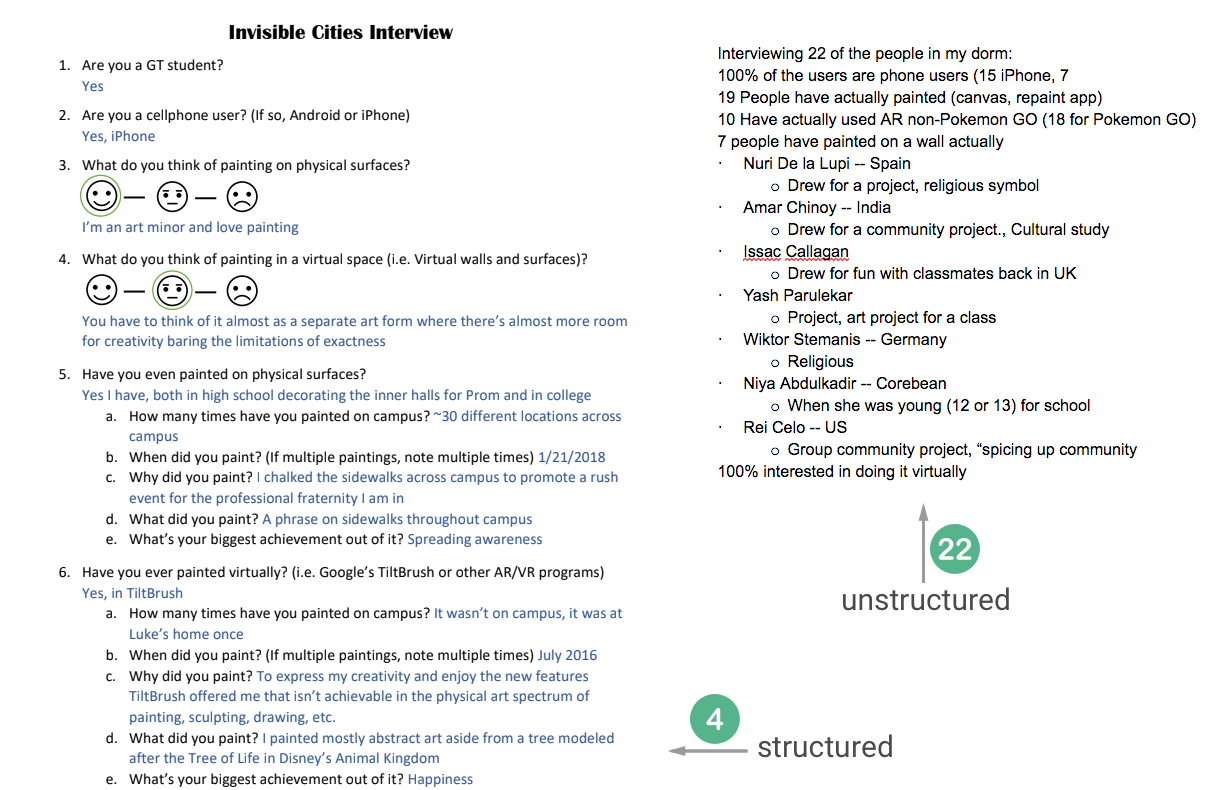 Invisible Cities Interview
1. Are you a GT student?
Yes
2. Are you a cellphone user? (If so, Android or iPhone)
Yes, iPhone
3. What do you think of painting on physical surfaces?
I'm an art minor and love painting
4. What do you think of painting in a virtual space (i.e. Virtual walls and surfaces)?
You have to think of it almost as a separate art form where there's almost more room
for creativity baring the limitations of exactness
5. Have you even painted on physical surfaces?
Yes I have, both in high school decorating the inner halls for Prom and in college
a. How many times have you painted on campus? ~30 different locations across
campus
b. When did you paint? (If multiple paintings, note multiple times) 1/21/2018
c. Why did you paint? I chalked the sidewalks across campus to promote a rush
event for the professional fraternity I am in
d. What did you paint? A phrase on sidewalks throughout campus
e. What's your biggest achievement out of it? Spreading awareness
6. Have you ever painted virtually? (i.e. Google's TiltBrush or other AR/VR programs)
Yes, in TiltBrush
a. How many times have you painted on campus? It wasn't on campus, it was at
Luke's home once
b. When did you paint? (If multiple paintings, note multiple times) July 2016
c. Why did you paint? To express my creativity and enjoy the new features
TiltBrush offered me that isn't achievable in the physical art spectrum of
painting, sculpting, drawing, etc.
d. What did you paint? I painted mostly abstract art aside from a tree modeled
after the Tree of Life in Disney's Animal Kingdom
e. What's your biggest achievement out of it? Happiness
Interviewing 22 of the people in my dorm:
100% of the users are phone users (15 iPhone, 7
19 People have actually painted (canvas, repaint app)
10 Have actually used AR non-Pokemon GO (18 for Pokemon GO)
7 people have painted on a wall actually
· Nuri De la Lupi -- Spain
o Drew for a project, religious symbol
· Amar Chinoy -- India
o Drew for a community project., Cultural study
· Issac Callagan
o Drew for fun with classmates back in UK
· Yash Parulekar
o Project, art project for a class
· Wiktor Stemanis -- Germany
o Religious
· Niya Abdulkadir -- Corebean
o When she was young (12 or 13) for school
· Rei Celo -- US
o Group community project, “spicing up community
100% interested in doing it virtually
22
unstructured
4
structured